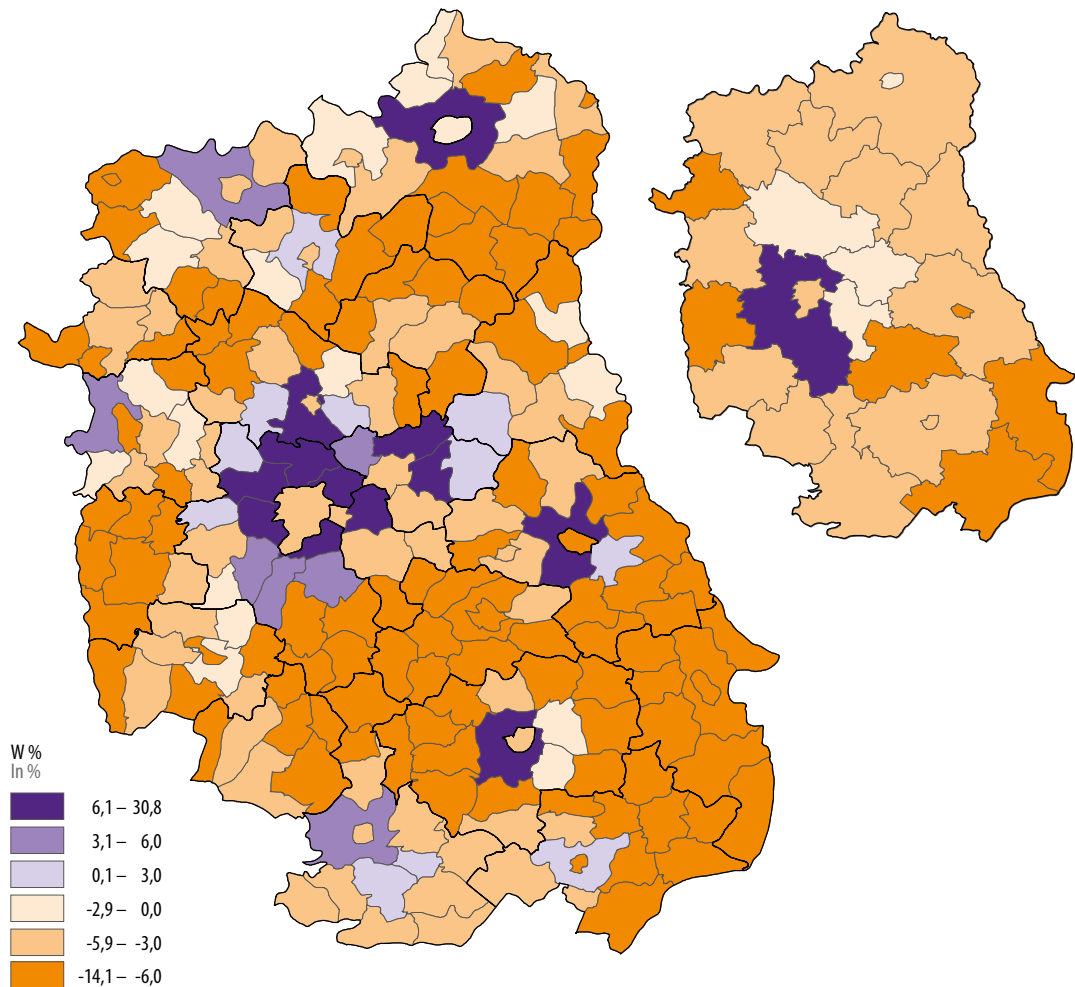 W %
In %
6,1 – 30,8
3,1 – 6,0
0,1 – 3,0
-2,9 – 0,0
-5,9 – -3,0
-14,1 – -6,0